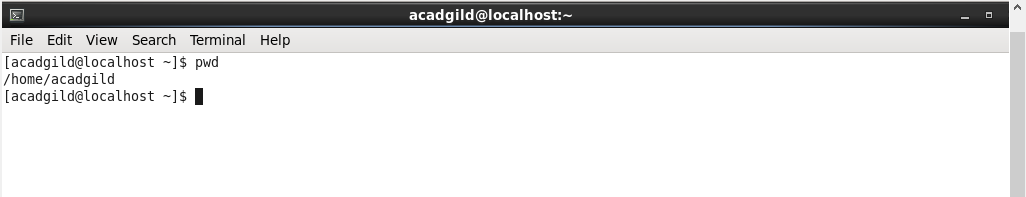 acadgild@localhost:~
File Edit View Search Terminal Help
[acadgild@localhost ~]$ pwd
/home/acadgild
[acadgild@localhost ~]$